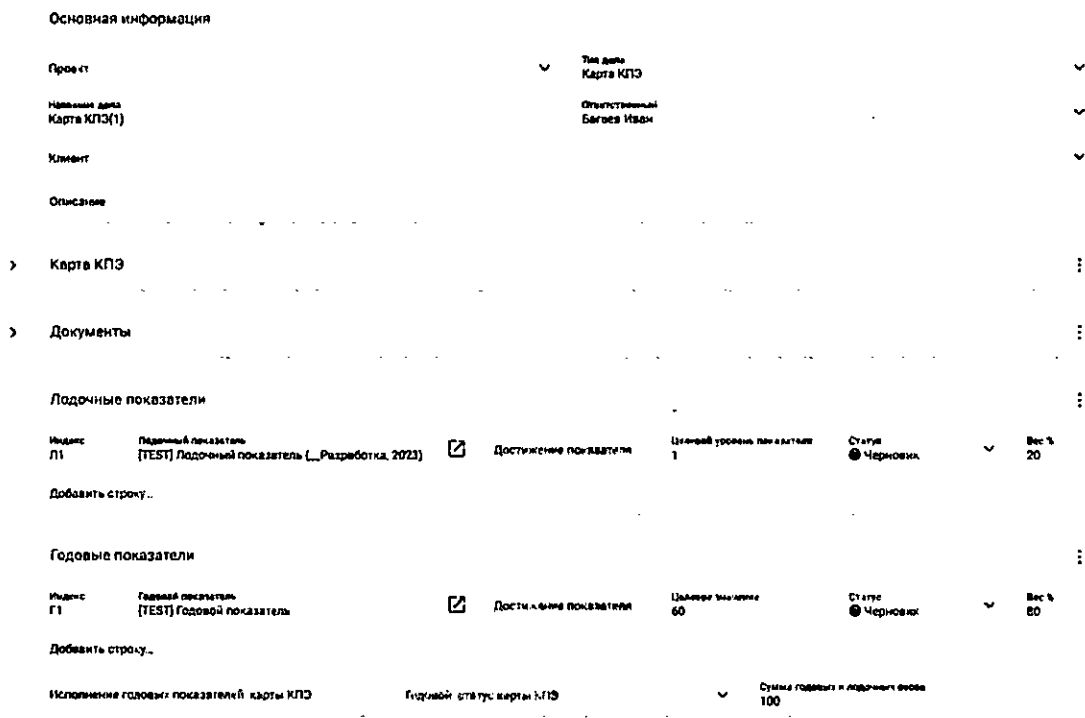 Основная информация
Проект
Тип дела
Карта КПЭ
Название дела
Карта КПЭ(1)
Ответственный
Багаев Иван
Клиент
Описание
Карта КПЭ
Документы
Лодочные показатели
Индекс
Л1
Лодочный показатель
[TEST] Лодочный показатель (__Разработка, 2023)
Достижение показателя
Целевой уровень показателя
1
Статус
Черновик
Вес %
20
Добавить строку...
Годовые показатели
Индекс
Г1
Годовой показатель
[TEST] Годовой показатель
Достижение показателя
Целевое значение
60
Статус
Черновик
Вес %
80
Добавить строку...
Исполнение годовых показателей карты КПЭ
Годовой статус карты КПЭ
Сумма годовых и лодочных весов
100